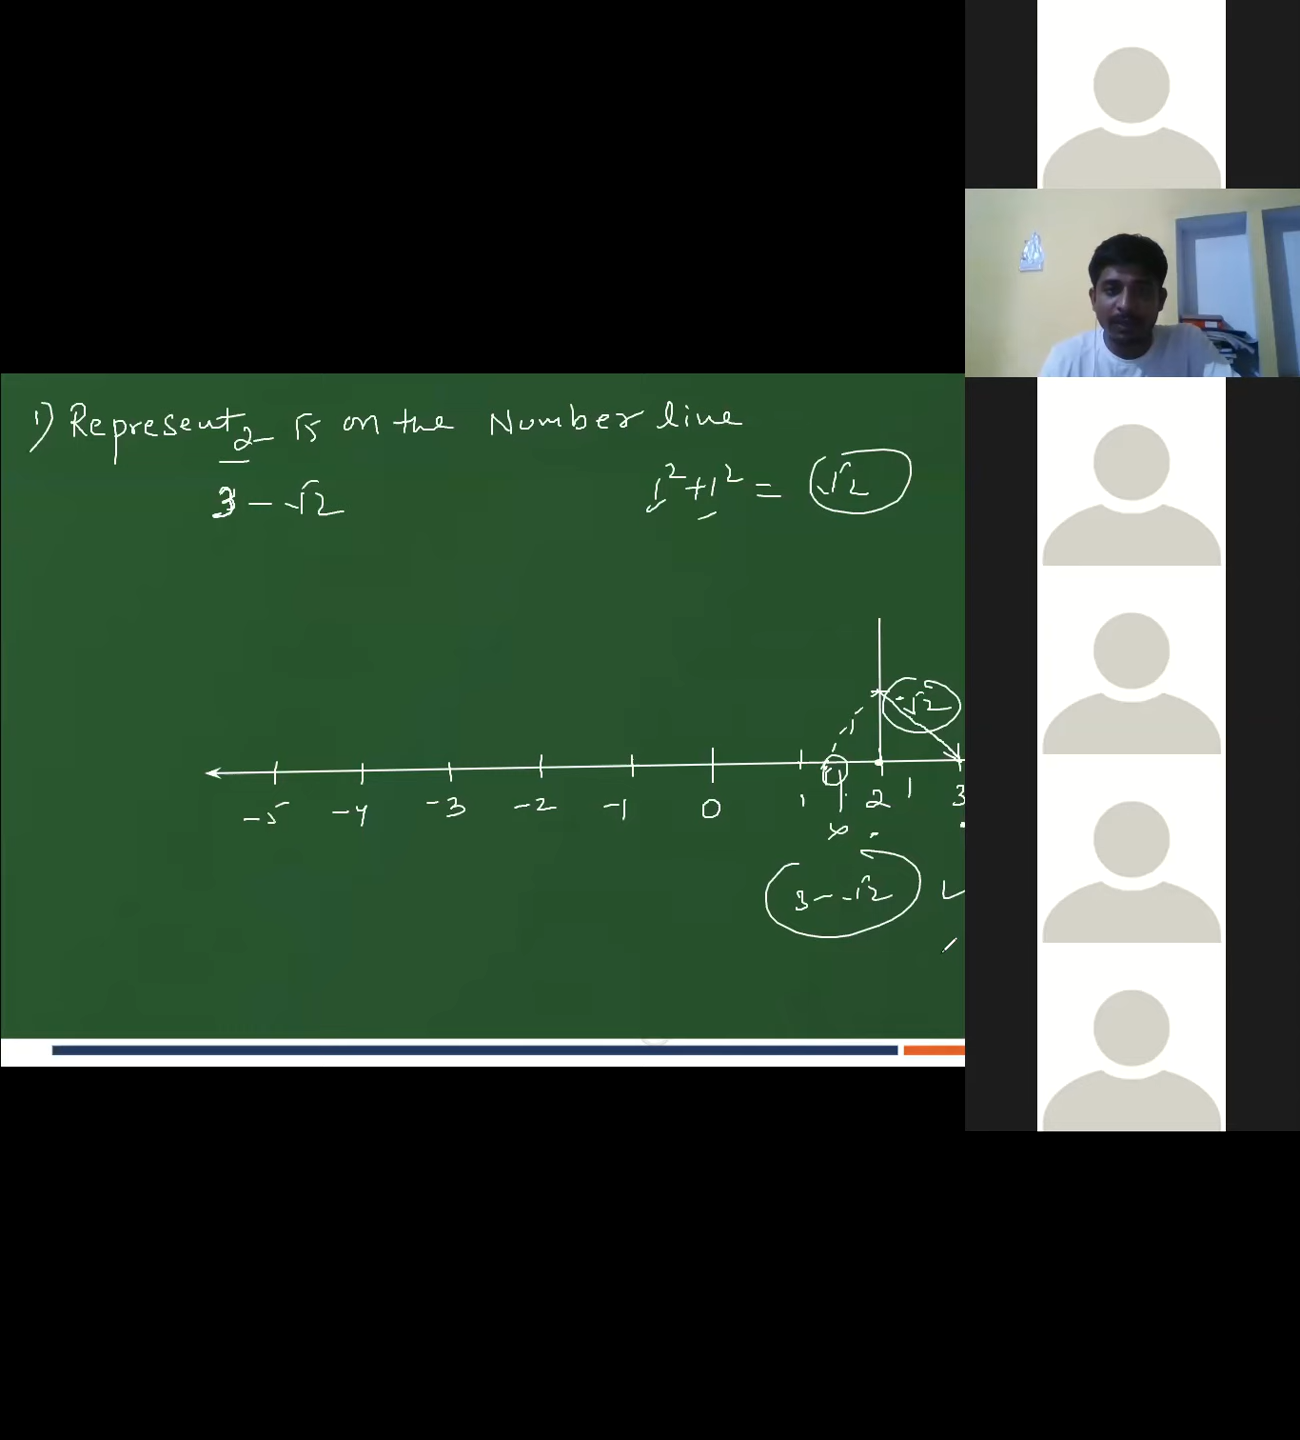 1) Represent 2 - √5 on the Number line
3 - √2
1² + 1² = √2
-√2
-5 -4 -3 -2 -1 0 1 2 1 3
3 - √2